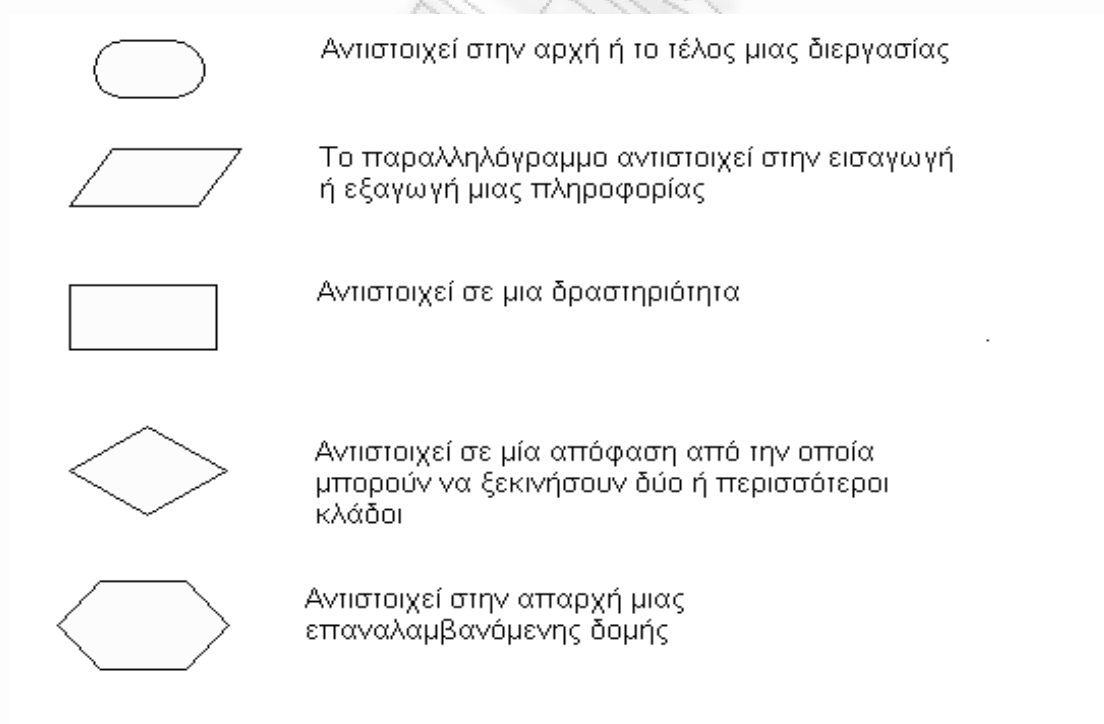 Αντιστοιχεί στην αρχή ή το τέλος μιας διεργασίας
Το παραλληλόγραμμο αντιστοιχεί στην εισαγωγή
ή εξαγωγή μιας πληροφορίας
Αντιστοιχεί σε μια δραστηριότητα
Αντιστοιχεί σε μία απόφαση από την οποία
μπορούν να ξεκινήσουν δύο ή περισσότεροι
κλάδοι
Αντιστοιχεί στην απαρχή μιας
επαναλαμβανόμενης δομής